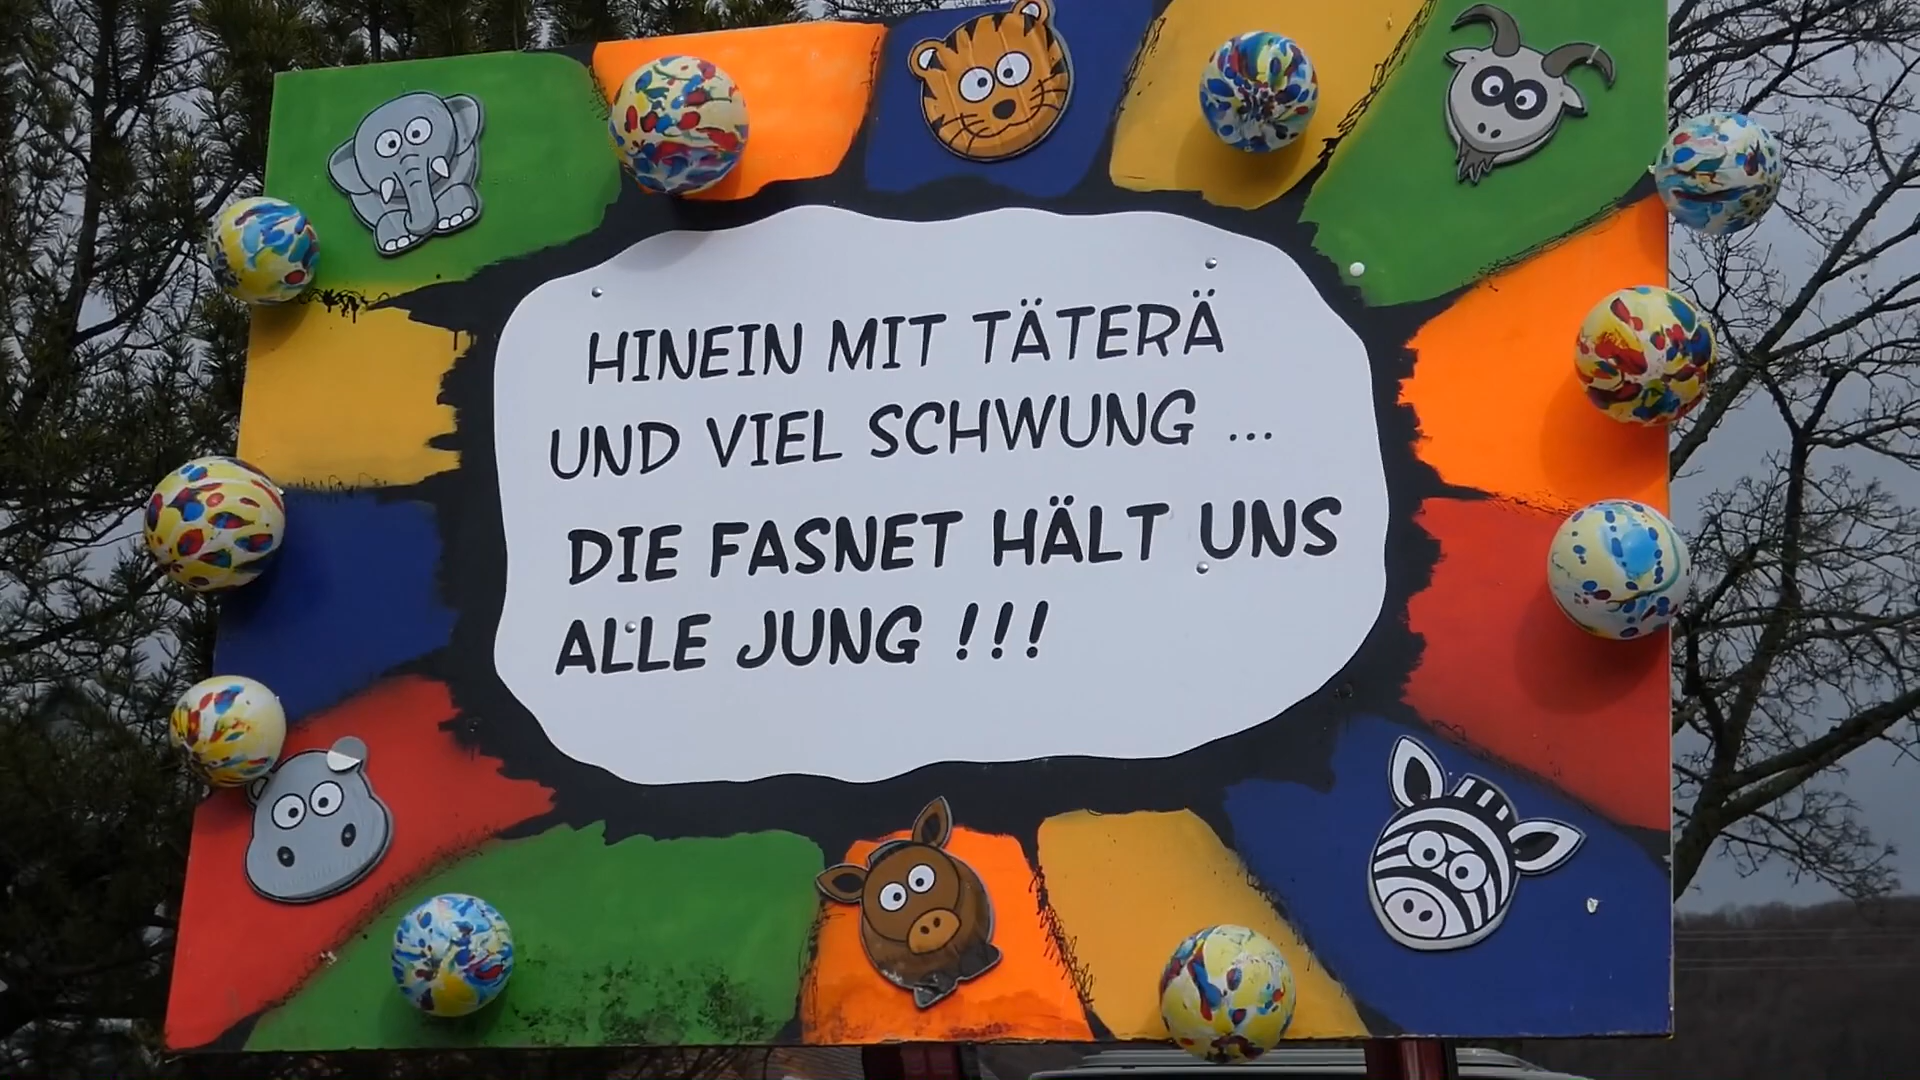 HINEIN MIT TÄTERÄ
UND VIEL SCHWUNG ...
DIE FASNET HÄLT UNS
ALLE JUNG !!!